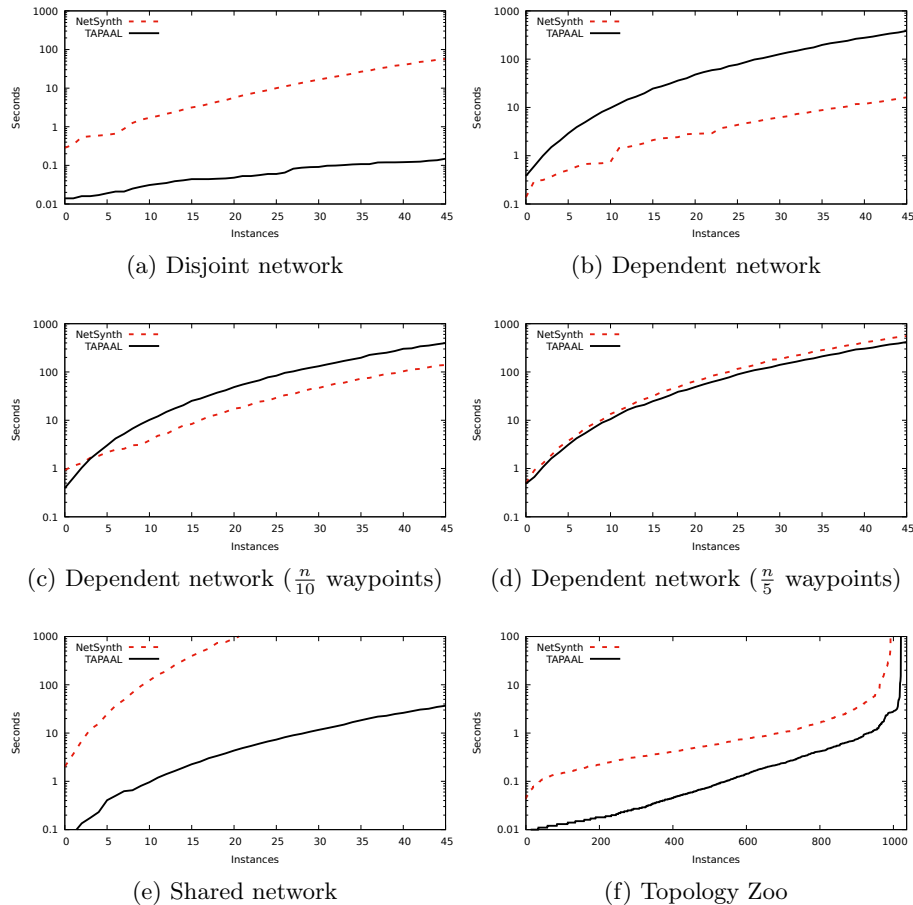 1000
100
10
1
0.1
0.01
Seconds
NetSynth
TAPAAL
0 5 10 15 20 25 30 35 40 45
Instances
(a) Disjoint network
1000
100
10
1
0.1
Seconds
NetSynth
TAPAAL
0 5 10 15 20 25 30 35 40 45
Instances
(b) Dependent network
1000
100
10
1
0.1
Seconds
NetSynth
TAPAAL
0 5 10 15 20 25 30 35 40 45
Instances
(c) Dependent network (n/10 waypoints)
1000
100
10
1
0.1
Seconds
NetSynth
TAPAAL
0 5 10 15 20 25 30 35 40 45
Instances
(d) Dependent network (n/5 waypoints)
1000
100
10
1
0.1
Seconds
NetSynth
TAPAAL
0 5 10 15 20 25 30 35 40 45
Instances
(e) Shared network
100
10
1
0.1
0.01
Seconds
NetSynth
TAPAAL
0 200 400 600 800 1000
Instances
(f) Topology Zoo